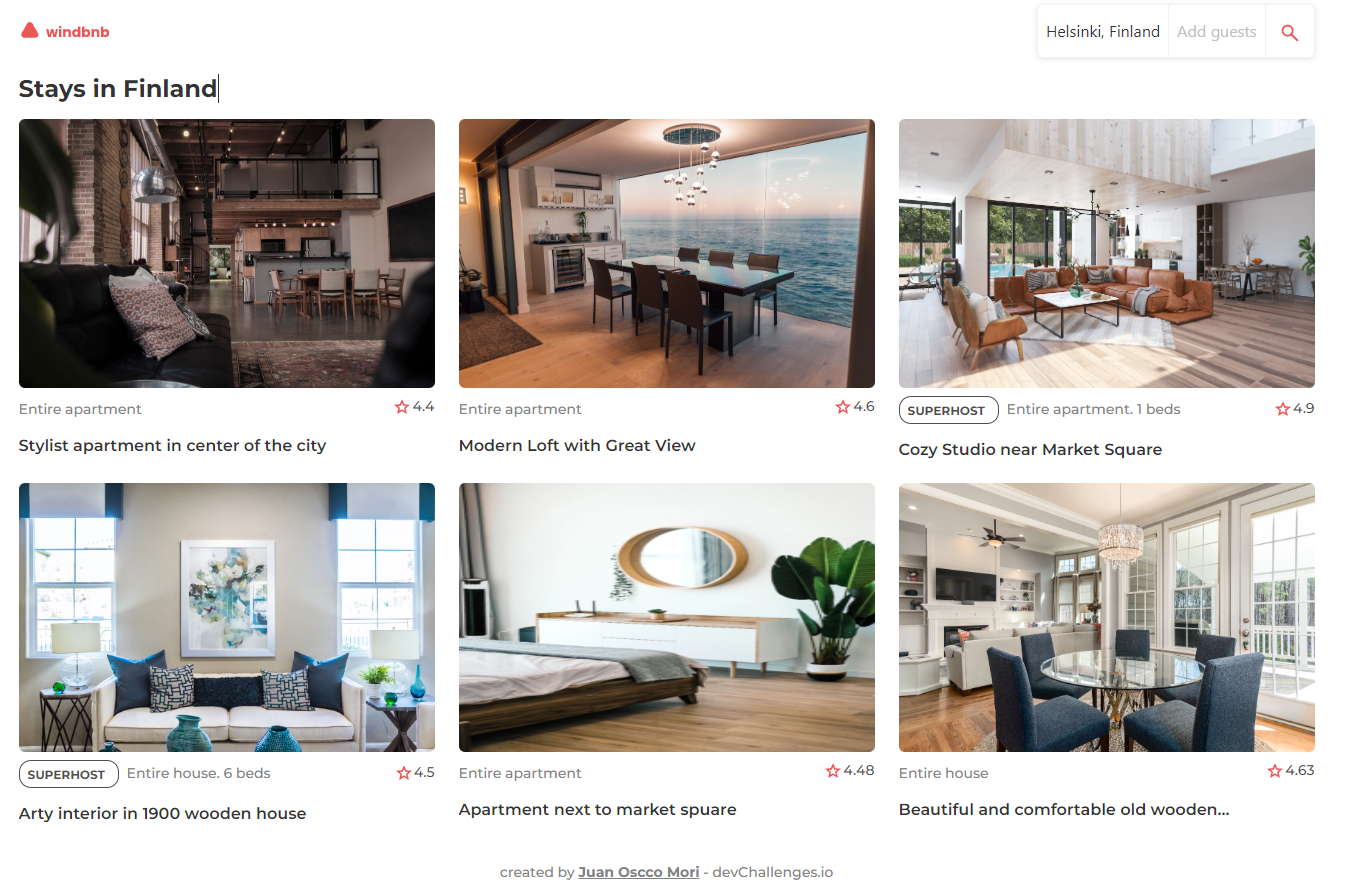 windbnb
Helsinki, Finland
Add guests
Stays in Finland
Entire apartment
4.4
Stylist apartment in center of the city
Entire apartment
4.6
Modern Loft with Great View
SUPERHOST
Entire apartment. 1 beds
4.9
Cozy Studio near Market Square
SUPERHOST
Entire house. 6 beds
4.5
Arty interior in 1900 wooden house
Entire apartment
4.48
Apartment next to market spuare
Entire house
4.63
Beautiful and comfortable old wooden...
created by Juan Oscco Mori - devChallenges.io